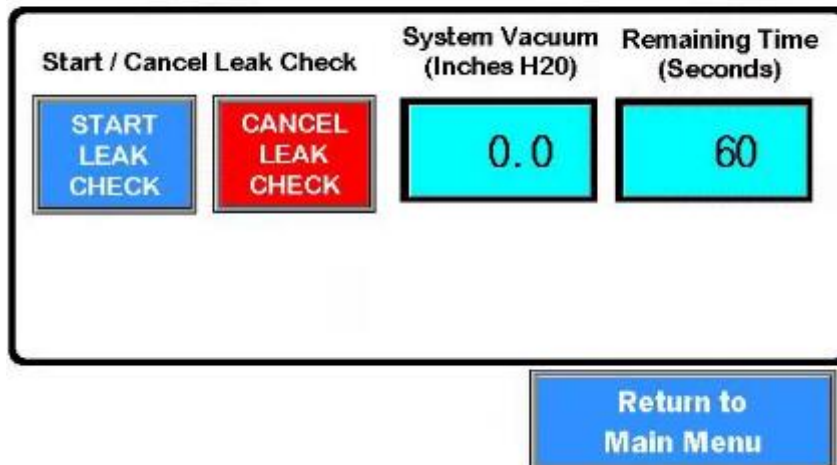 Start / Cancel Leak Check
System Vacuum
(Inches H20)
Remaining Time
(Seconds)
START
LEAK
CHECK
CANCEL
LEAK
CHECK
0.0
60
Return to
Main Menu